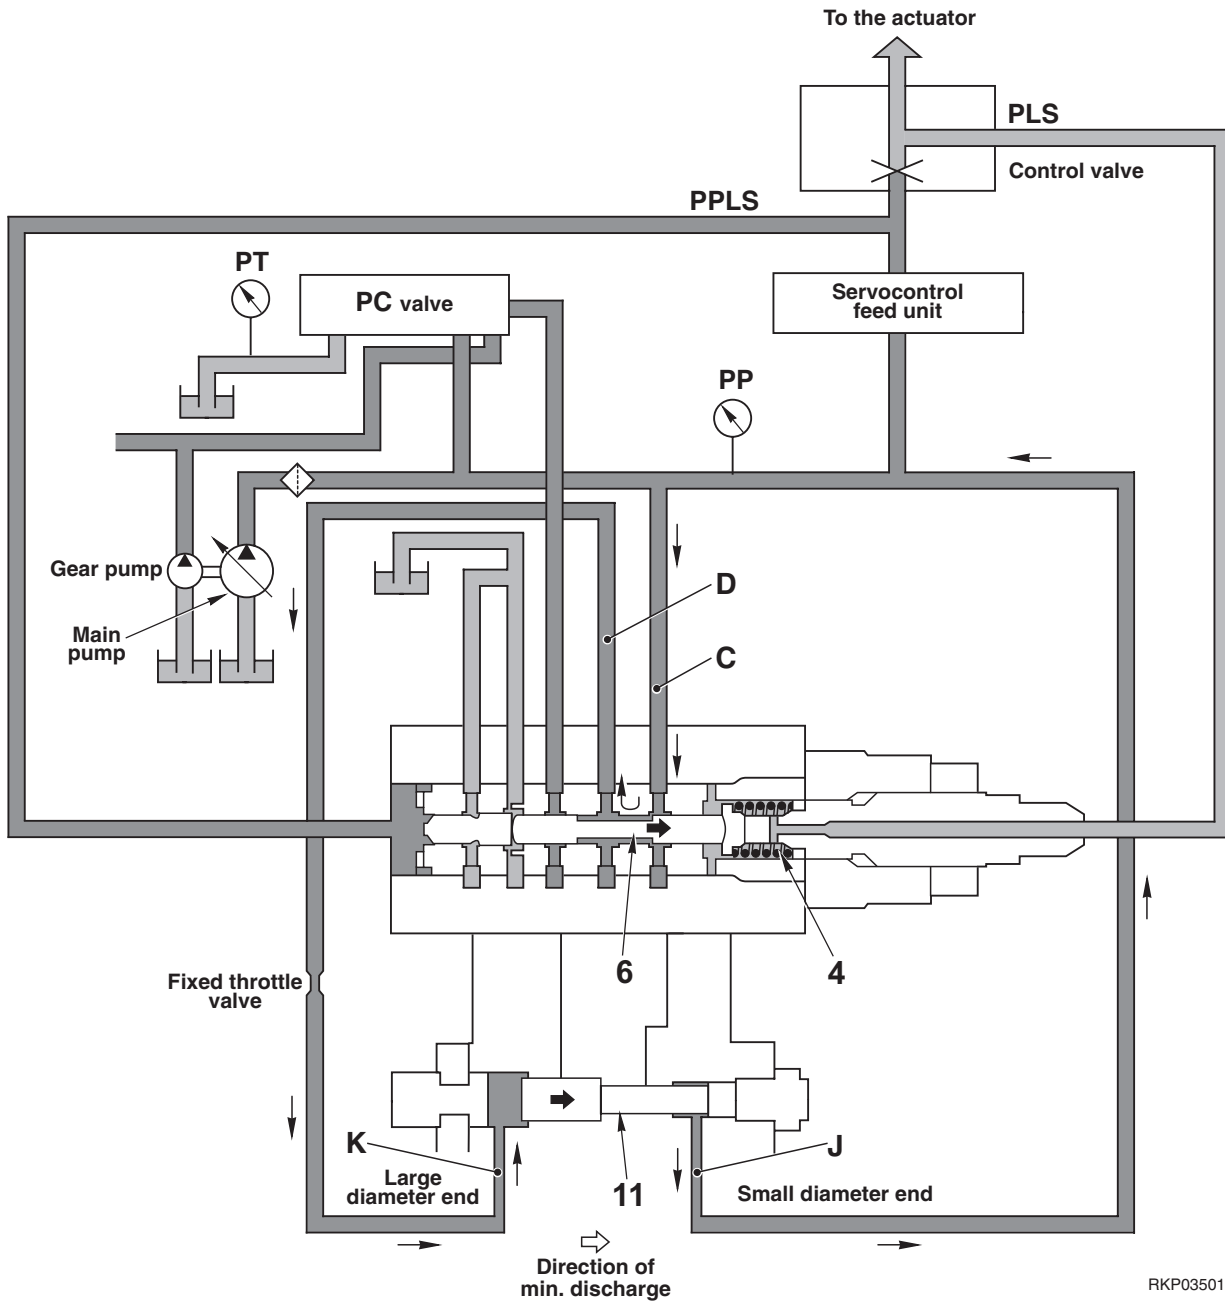 To the actuator
PLS
Control valve
PPLS
PT
PC valve
Servocontrol
feed unit
PP
Gear pump
Main
pump
D
C
6
4
Fixed throttle
valve
K
J
Large
diameter end
11
Small diameter end
Direction of
min. discharge
RKP03501